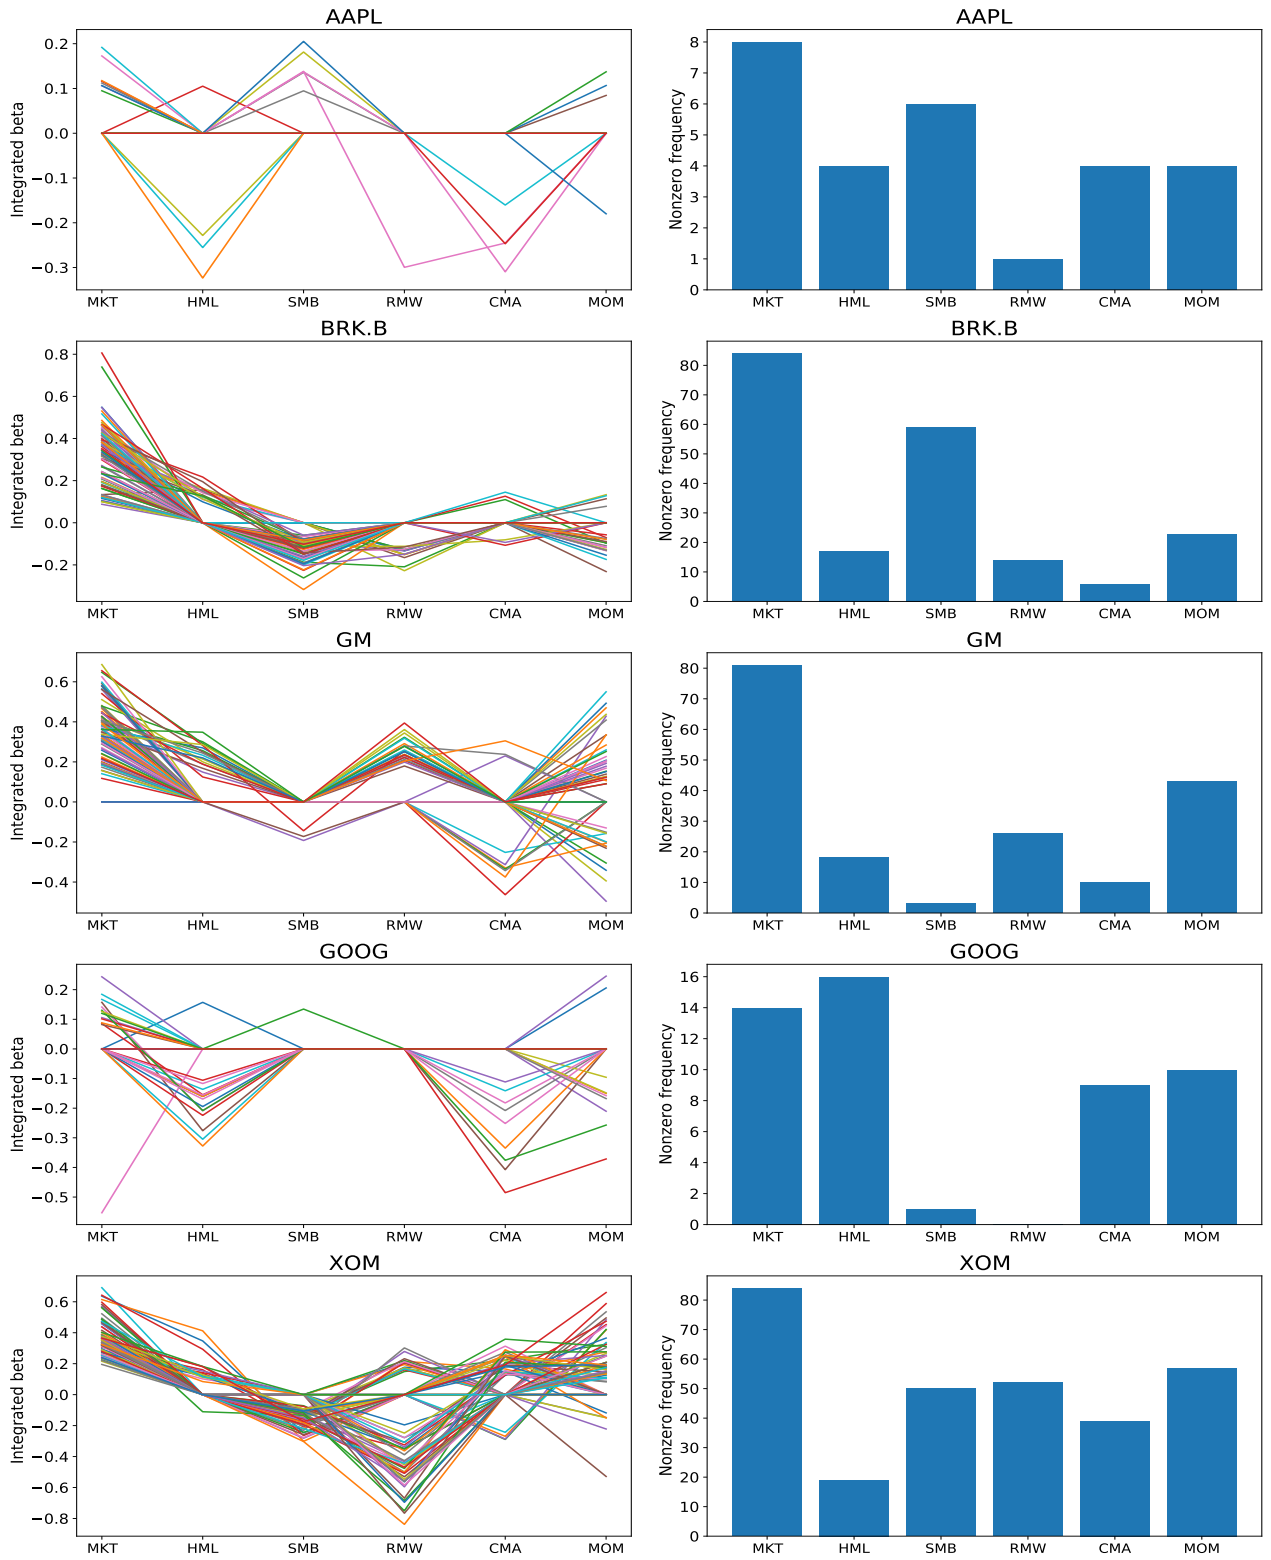 AAPL
Integrated beta
0.2
0.1
0.0
−0.1
−0.2
−0.3
MKT HML SMB RMW CMA MOM
AAPL
Nonzero frequency
8
7
6
5
4
3
2
1
0
MKT HML SMB RMW CMA MOM
BRK.B
Integrated beta
0.8
0.6
0.4
0.2
0.0
−0.2
MKT HML SMB RMW CMA MOM
BRK.B
Nonzero frequency
80
70
60
50
40
30
20
10
0
MKT HML SMB RMW CMA MOM
GM
Integrated beta
0.6
0.4
0.2
0.0
−0.2
−0.4
MKT HML SMB RMW CMA MOM
GM
Nonzero frequency
80
70
60
50
40
30
20
10
0
MKT HML SMB RMW CMA MOM
GOOG
Integrated beta
0.2
0.1
0.0
−0.1
−0.2
−0.3
−0.4
−0.5
MKT HML SMB RMW CMA MOM
GOOG
Nonzero frequency
16
14
12
10
8
6
4
2
0
MKT HML SMB RMW CMA MOM
XOM
Integrated beta
0.6
0.4
0.2
0.0
−0.2
−0.4
−0.6
−0.8
MKT HML SMB RMW CMA MOM
XOM
Nonzero frequency
80
70
60
50
40
30
20
10
0
MKT HML SMB RMW CMA MOM